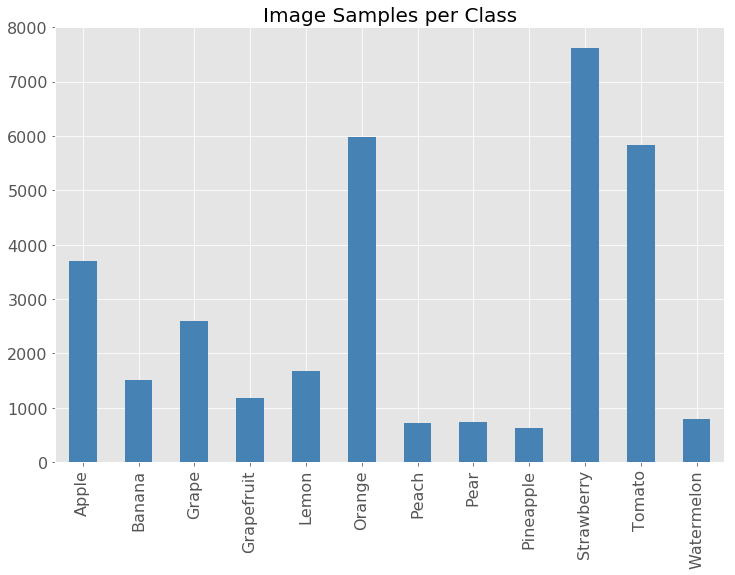 Image Samples per Class
8000
7000
6000
5000
4000
3000
2000
1000
0
Apple
Banana
Grape
Grapefruit
Lemon
Orange
Peach
Pear
Pineapple
Strawberry
Tomato
Watermelon